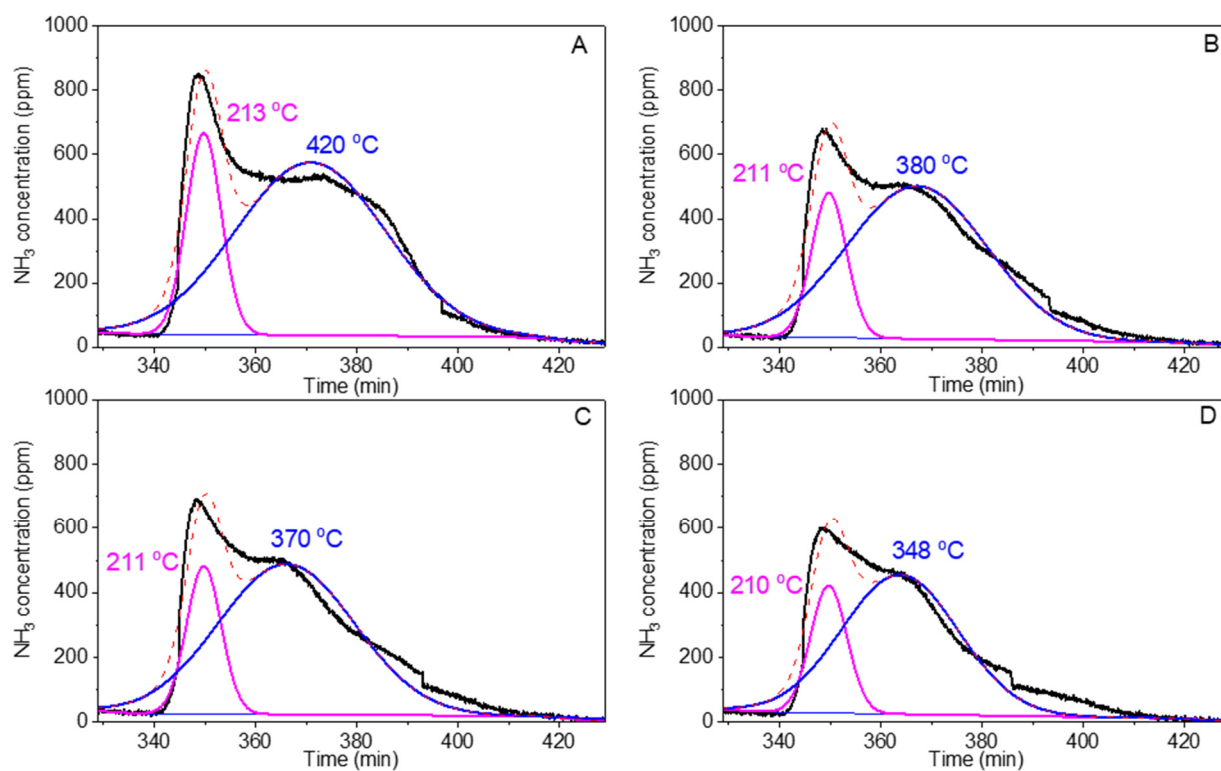 A
1000
800
600
400
200
0
NH₃ concentration (ppm)
213 °C
420 °C
340 360 380 400 420
Time (min)
B
1000
800
600
400
200
0
NH₃ concentration (ppm)
211 °C
380 °C
340 360 380 400 420
Time (min)
C
1000
800
600
400
200
0
NH₃ concentration (ppm)
211 °C
370 °C
340 360 380 400 420
Time (min)
D
1000
800
600
400
200
0
NH₃ concentration (ppm)
210 °C
348 °C
340 360 380 400 420
Time (min)